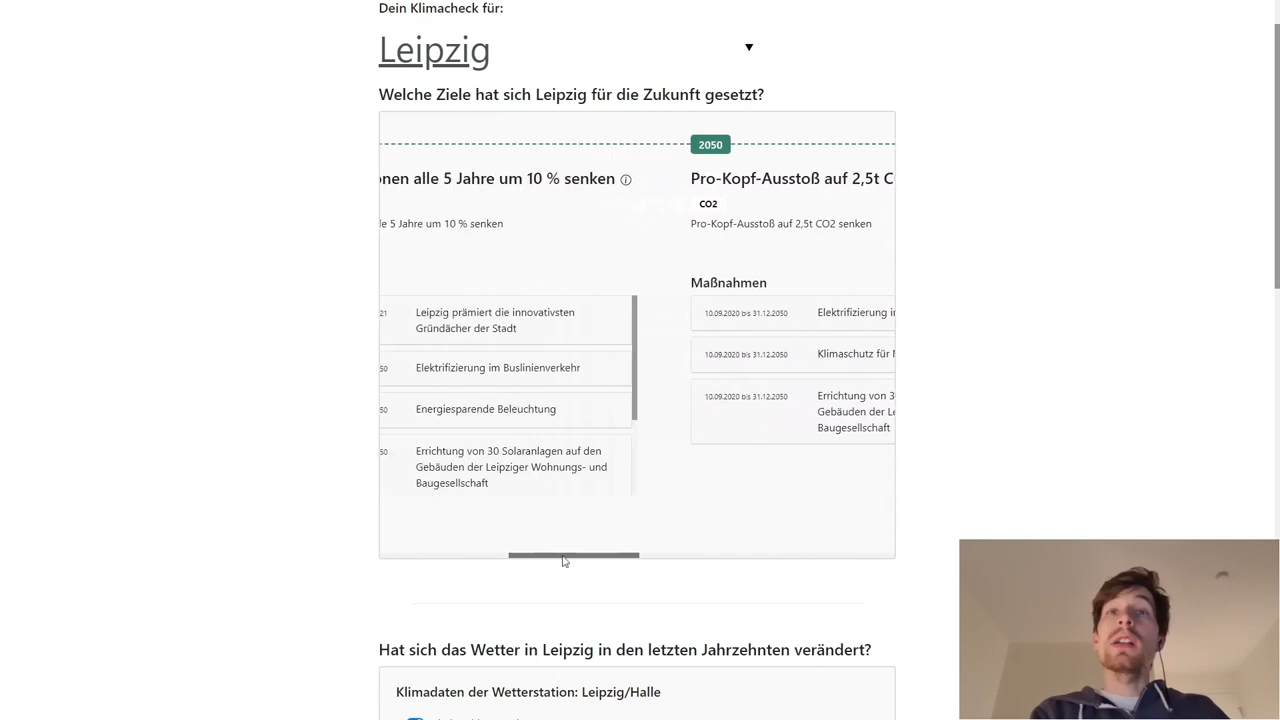 Dein Klimacheck für:
Leipzig
Welche Ziele hat sich Leipzig für die Zukunft gesetzt?
2050
nen alle 5 Jahre um 10 % senken
Pro-Kopf-Ausstoß auf 2,5t C
CO2
le 5 Jahre um 10 % senken
Pro-Kopf-Ausstoß auf 2,5t CO2 senken
Maßnahmen
21
Leipzig prämiert die innovativsten
Gründächer der Stadt
50
Elektrifizierung im Buslinienverkehr
50
Energiesparende Beleuchtung
50
Errichtung von 30 Solaranlagen auf den
Gebäuden der Leipziger Wohnungs- und
Baugesellschaft
10.09.2020 bis 31.12.2050
Elektrifizierung i
10.09.2020 bis 31.12.2050
Klimaschutz für
10.09.2020 bis 31.12.2050
Errichtung von 3
Gebäuden der Le
Baugesellschaft
Hat sich das Wetter in Leipzig in den letzten Jahrzehnten verändert?
Klimadaten der Wetterstation: Leipzig/Halle